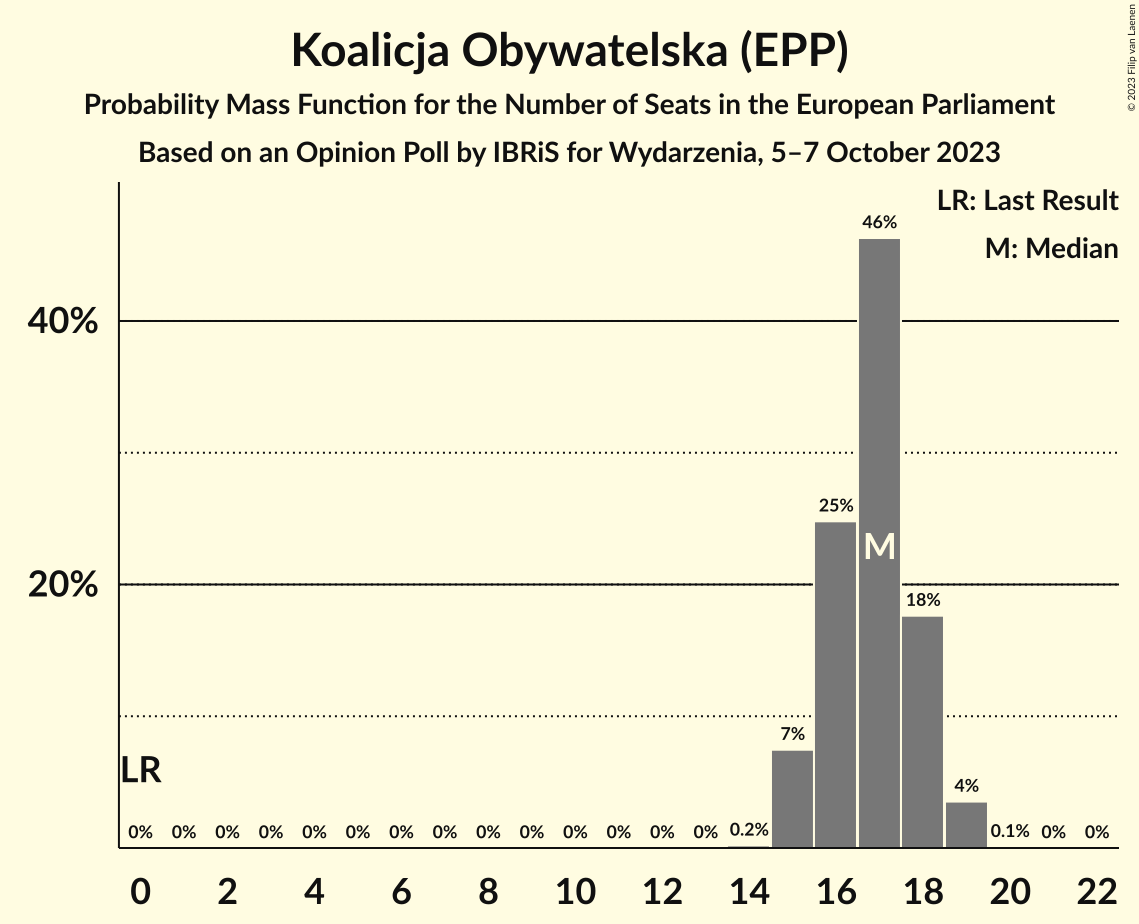 Koalicja Obywatelska (EPP)
Probability Mass Function for the Number of Seats in the European Parliament
Based on an Opinion Poll by IBRiS for Wydarzenia, 5–7 October 2023
© 2023 Filip van Laenen
LR: Last Result
M: Median
46%
40%
25%
M
20%
18%
7%
LR
4%
0% 0% 0% 0% 0% 0% 0% 0% 0% 0% 0% 0% 0% 0% 0.2% 0.1% 0% 0%
0 2 4 6 8 10 12 14 16 18 20 22